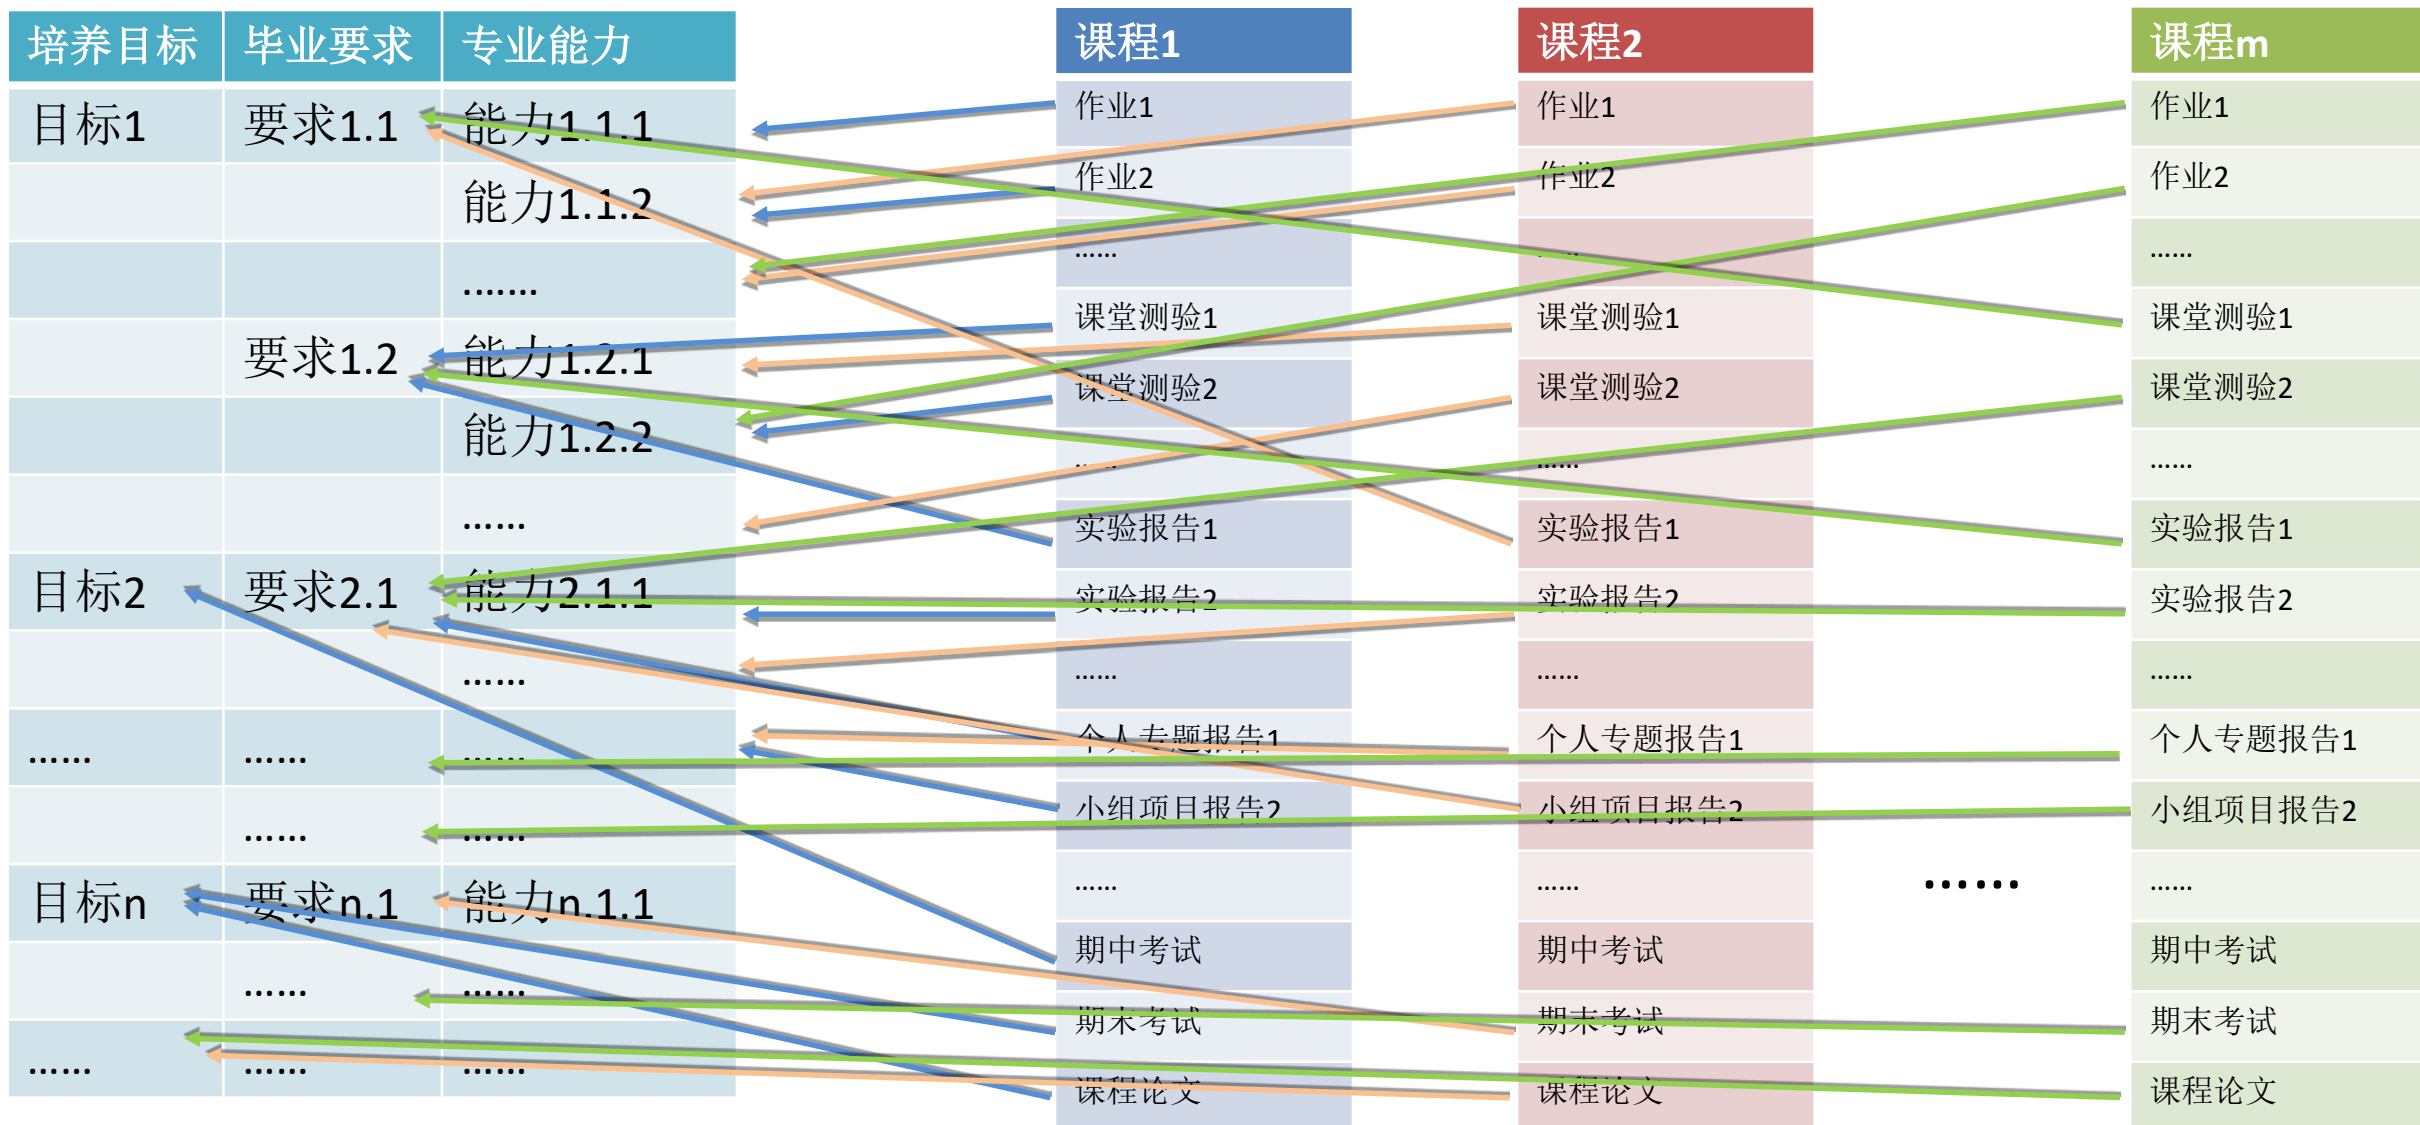 培养目标 毕业要求 专业能力
目标1 要求1.1 能力1.1.1
能力1.1.2
.......
要求1.2 能力1.2.1
能力1.2.2
......
目标2 要求2.1 能力2.1.1
......
...... ...... ......
...... ......
目标n 要求n.1 能力n.1.1
...... ......
...... ...... ......
课程1
作业1
作业2
......
课堂测验1
课堂测验2
......
实验报告1
实验报告2
......
个人专题报告1
小组项目报告2
......
期中考试
期末考试
课程论文
课程2
作业1
作业2
......
课堂测验1
课堂测验2
......
实验报告1
实验报告2
......
个人专题报告1
小组项目报告2
......
期中考试
期末考试
课程论文
......
课程m
作业1
作业2
......
课堂测验1
课堂测验2
......
实验报告1
实验报告2
......
个人专题报告1
小组项目报告2
......
期中考试
期末考试
课程论文